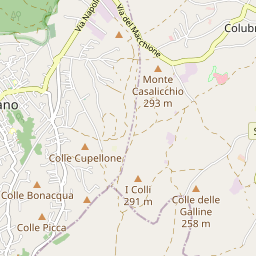 Via Napoli
Via del Macchione
Colubr
Monte
Casalicchio
293 m
ano
Colle Cupellone
S
Colle Bonacqua
I Colli
291 m
Colle delle
Galline
258 m
Colle Picca